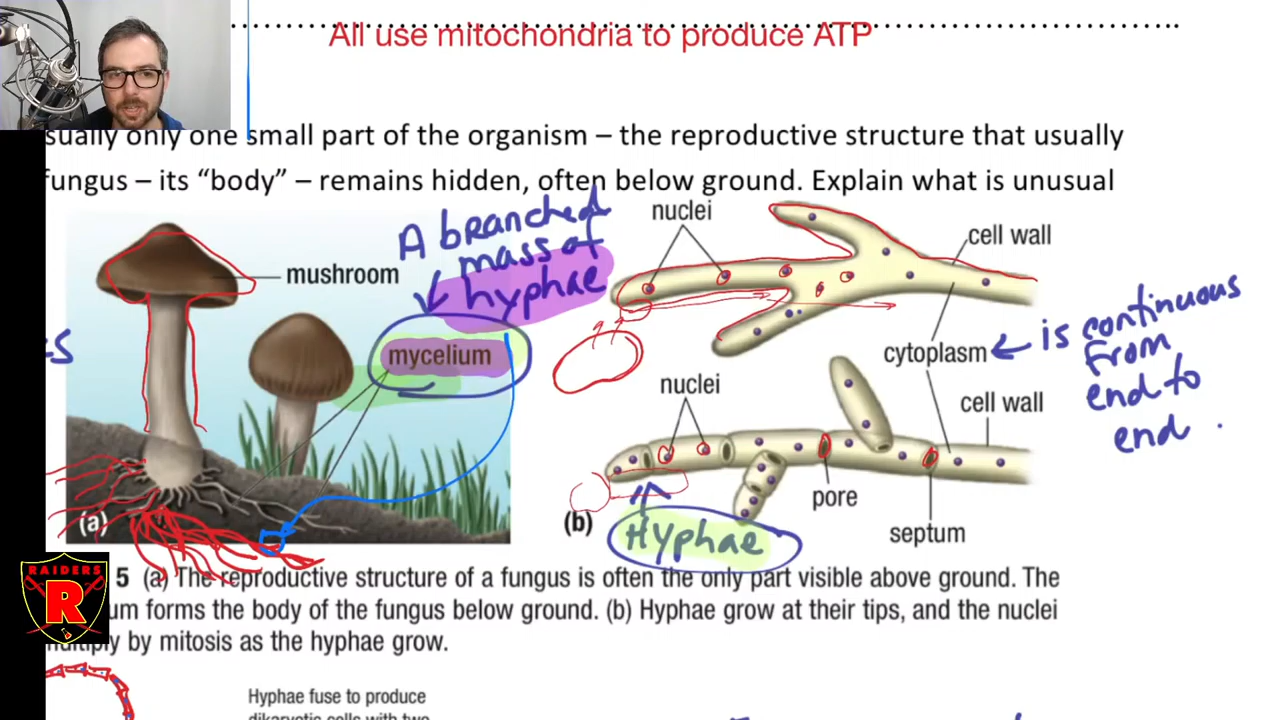 All use mitochondria to produce ATP
sually only one small part of the organism – the reproductive structure that usually
fungus – its “body” – remains hidden, often below ground. Explain what is unusual
A branched
mass of
hyphae
mushroom
mycelium
(a)
nuclei
cell wall
cytoplasm
is continuous
from
end to
end.
nuclei
cell wall
pore
septum
(b)
Hyphae
RAIDERS
R
5 (a) The reproductive structure of a fungus is often the only part visible above ground. The
um forms the body of the fungus below ground. (b) Hyphae grow at their tips, and the nuclei
multiply by mitosis as the hyphae grow.
Hyphae fuse to produce
dikaryotic cells with two